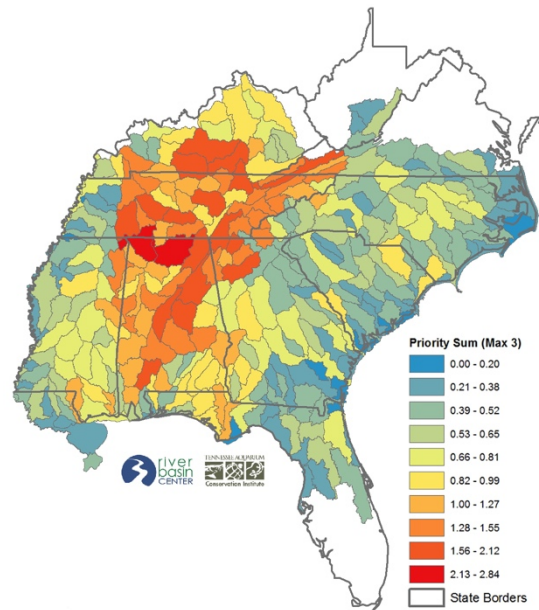 Priority Sum (Max 3)
0.00 - 0.20
0.21 - 0.38
0.39 - 0.52
0.53 - 0.65
0.66 - 0.81
0.82 - 0.99
1.00 - 1.27
1.28 - 1.55
1.56 - 2.12
2.13 - 2.84
State Borders
river
basin
CENTER
TENNESSEE AQUARIUM
Conservation Institute